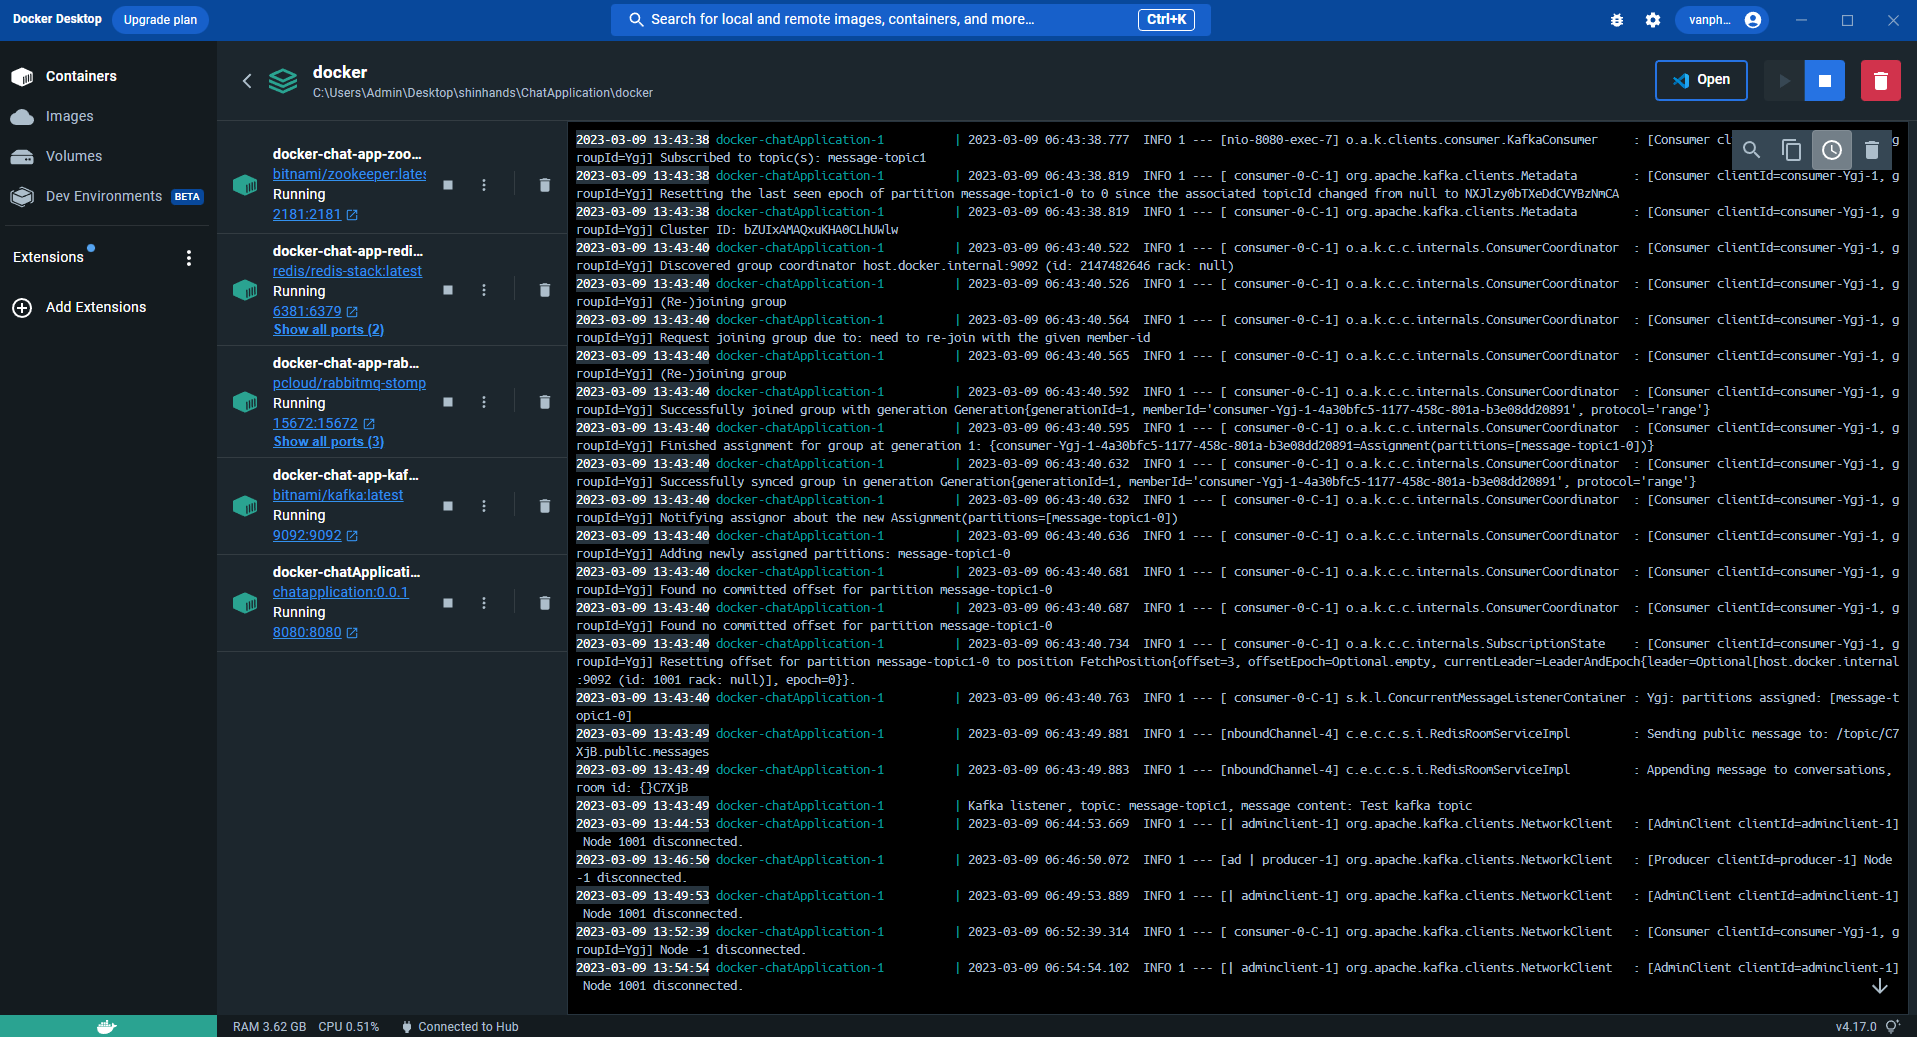 Docker Desktop
Upgrade plan
Search for local and remote images, containers, and more...
Ctrl+K
vanph...
Containers
Images
Volumes
Dev Environments BETA
Extensions
Add Extensions
docker
C:\Users\Admin\Desktop\shinhands\ChatApplication\docker
Open
docker-chat-app-zoo...
bitnami/zookeeper:lates
Running
2181:2181
docker-chat-app-redi...
redis/redis-stack:latest
Running
6381:6379
Show all ports (2)
docker-chat-app-rab...
pcloud/rabbitmq-stomp
Running
15672:15672
Show all ports (3)
docker-chat-app-kaf...
bitnami/kafka:latest
Running
9092:9092
docker-chatApplicati...
chatapplication:0.0.1
Running
8080:8080
2023-03-09 13:43:38 docker-chatApplication-1 | 2023-03-09 06:43:38.777 INFO 1 --- [nio-8080-exec-7] o.a.k.clients.consumer.KafkaConsumer : [Consumer cl g
roupId=Ygj] Subscribed to topic(s): message-topic1
2023-03-09 13:43:38 docker-chatApplication-1 | 2023-03-09 06:43:38.819 INFO 1 --- [ consumer-0-C-1] org.apache.kafka.clients.Metadata : [Consumer clientId=consumer-Ygj-1, g
roupId=Ygj] Resetting the last seen epoch of partition message-topic1-0 to 0 since the associated topicId changed from null to NXJlzy0bTXeDdCVYBzNmCA
2023-03-09 13:43:38 docker-chatApplication-1 | 2023-03-09 06:43:38.819 INFO 1 --- [ consumer-0-C-1] org.apache.kafka.clients.Metadata : [Consumer clientId=consumer-Ygj-1, g
roupId=Ygj] Cluster ID: bZUIxAMAQxuKHA0CLhUWlw
2023-03-09 13:43:40 docker-chatApplication-1 | 2023-03-09 06:43:40.522 INFO 1 --- [ consumer-0-C-1] o.a.k.c.c.internals.ConsumerCoordinator : [Consumer clientId=consumer-Ygj-1, g
roupId=Ygj] Discovered group coordinator host.docker.internal:9092 (id: 2147482646 rack: null)
2023-03-09 13:43:40 docker-chatApplication-1 | 2023-03-09 06:43:40.526 INFO 1 --- [ consumer-0-C-1] o.a.k.c.c.internals.ConsumerCoordinator : [Consumer clientId=consumer-Ygj-1, g
roupId=Ygj] (Re-)joining group
2023-03-09 13:43:40 docker-chatApplication-1 | 2023-03-09 06:43:40.564 INFO 1 --- [ consumer-0-C-1] o.a.k.c.c.internals.ConsumerCoordinator : [Consumer clientId=consumer-Ygj-1, g
roupId=Ygj] Request joining group due to: need to re-join with the given member-id
2023-03-09 13:43:40 docker-chatApplication-1 | 2023-03-09 06:43:40.565 INFO 1 --- [ consumer-0-C-1] o.a.k.c.c.internals.ConsumerCoordinator : [Consumer clientId=consumer-Ygj-1, g
roupId=Ygj] (Re-)joining group
2023-03-09 13:43:40 docker-chatApplication-1 | 2023-03-09 06:43:40.592 INFO 1 --- [ consumer-0-C-1] o.a.k.c.c.internals.ConsumerCoordinator : [Consumer clientId=consumer-Ygj-1, g
roupId=Ygj] Successfully joined group with generation Generation{generationId=1, memberId='consumer-Ygj-1-4a30bfc5-1177-458c-801a-b3e08dd20891', protocol='range'}
2023-03-09 13:43:40 docker-chatApplication-1 | 2023-03-09 06:43:40.595 INFO 1 --- [ consumer-0-C-1] o.a.k.c.c.internals.ConsumerCoordinator : [Consumer clientId=consumer-Ygj-1, g
roupId=Ygj] Finished assignment for group at generation 1: {consumer-Ygj-1-4a30bfc5-1177-458c-801a-b3e08dd20891=Assignment(partitions=[message-topic1-0])}
2023-03-09 13:43:40 docker-chatApplication-1 | 2023-03-09 06:43:40.632 INFO 1 --- [ consumer-0-C-1] o.a.k.c.c.internals.ConsumerCoordinator : [Consumer clientId=consumer-Ygj-1, g
roupId=Ygj] Successfully synced group in generation Generation{generationId=1, memberId='consumer-Ygj-1-4a30bfc5-1177-458c-801a-b3e08dd20891', protocol='range'}
2023-03-09 13:43:40 docker-chatApplication-1 | 2023-03-09 06:43:40.632 INFO 1 --- [ consumer-0-C-1] o.a.k.c.c.internals.ConsumerCoordinator : [Consumer clientId=consumer-Ygj-1, g
roupId=Ygj] Notifying assignor about the new Assignment(partitions=[message-topic1-0])
2023-03-09 13:43:40 docker-chatApplication-1 | 2023-03-09 06:43:40.636 INFO 1 --- [ consumer-0-C-1] o.a.k.c.c.internals.ConsumerCoordinator : [Consumer clientId=consumer-Ygj-1, g
roupId=Ygj] Adding newly assigned partitions: message-topic1-0
2023-03-09 13:43:40 docker-chatApplication-1 | 2023-03-09 06:43:40.681 INFO 1 --- [ consumer-0-C-1] o.a.k.c.c.internals.ConsumerCoordinator : [Consumer clientId=consumer-Ygj-1, g
roupId=Ygj] Found no committed offset for partition message-topic1-0
2023-03-09 13:43:40 docker-chatApplication-1 | 2023-03-09 06:43:40.687 INFO 1 --- [ consumer-0-C-1] o.a.k.c.c.internals.ConsumerCoordinator : [Consumer clientId=consumer-Ygj-1, g
roupId=Ygj] Found no committed offset for partition message-topic1-0
2023-03-09 13:43:40 docker-chatApplication-1 | 2023-03-09 06:43:40.734 INFO 1 --- [ consumer-0-C-1] o.a.k.c.c.internals.SubscriptionState : [Consumer clientId=consumer-Ygj-1, g
roupId=Ygj] Resetting offset for partition message-topic1-0 to position FetchPosition{offset=3, offsetEpoch=Optional.empty, currentLeader=LeaderAndEpoch{leader=Optional[host.docker.internal
:9092 (id: 1001 rack: null)], epoch=0}}.
2023-03-09 13:43:40 docker-chatApplication-1 | 2023-03-09 06:43:40.763 INFO 1 --- [ consumer-0-C-1] s.k.l.ConcurrentMessageListenerContainer : Ygj: partitions assigned: [message-t
opic1-0]
2023-03-09 13:43:49 docker-chatApplication-1 | 2023-03-09 06:43:49.881 INFO 1 --- [nboundChannel-4] c.e.c.c.s.i.RedisRoomServiceImpl : Sending public message to: /topic/C7
XjB.public.messages
2023-03-09 13:43:49 docker-chatApplication-1 | 2023-03-09 06:43:49.883 INFO 1 --- [nboundChannel-4] c.e.c.c.s.i.RedisRoomServiceImpl : Appending message to conversations,
room id: {}C7XjB
2023-03-09 13:43:49 docker-chatApplication-1 | Kafka listener, topic: message-topic1, message content: Test kafka topic
2023-03-09 13:44:53 docker-chatApplication-1 | 2023-03-09 06:44:53.669 INFO 1 --- [| adminclient-1] org.apache.kafka.clients.NetworkClient : [AdminClient clientId=adminclient-1]
Node 1001 disconnected.
2023-03-09 13:46:50 docker-chatApplication-1 | 2023-03-09 06:46:50.072 INFO 1 --- [ad | producer-1] org.apache.kafka.clients.NetworkClient : [Producer clientId=producer-1] Node
-1 disconnected.
2023-03-09 13:49:53 docker-chatApplication-1 | 2023-03-09 06:49:53.889 INFO 1 --- [| adminclient-1] org.apache.kafka.clients.NetworkClient : [AdminClient clientId=adminclient-1]
Node 1001 disconnected.
2023-03-09 13:52:39 docker-chatApplication-1 | 2023-03-09 06:52:39.314 INFO 1 --- [ consumer-0-C-1] org.apache.kafka.clients.NetworkClient : [Consumer clientId=consumer-Ygj-1, g
roupId=Ygj] Node -1 disconnected.
2023-03-09 13:54:54 docker-chatApplication-1 | 2023-03-09 06:54:54.102 INFO 1 --- [| adminclient-1] org.apache.kafka.clients.NetworkClient : [AdminClient clientId=adminclient-1]
Node 1001 disconnected.
RAM 3.62 GB CPU 0.51% Connected to Hub
v4.17.0